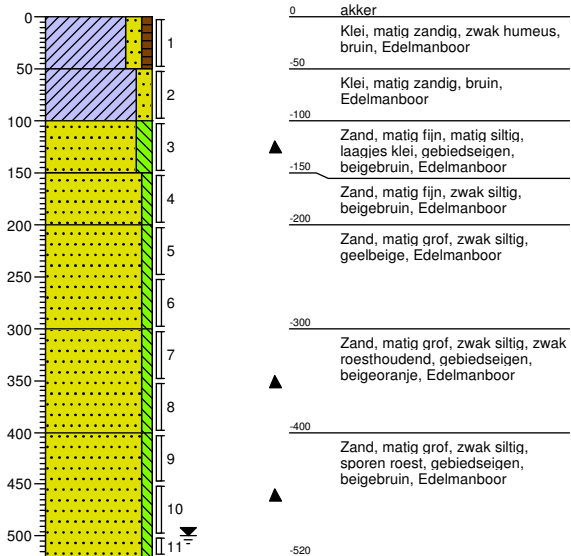 0
50
100
150
200
250
300
350
400
450
500
1
2
3
4
5
6
7
8
9
10
11
0 akker
Klei, matig zandig, zwak humeus,
bruin, Edelmanboor
-50
Klei, matig zandig, bruin,
Edelmanboor
-100
Zand, matig fijn, matig siltig,
laagjes klei, gebiedseigen,
beigebruin, Edelmanboor
-150
Zand, matig fijn, zwak siltig,
beigebruin, Edelmanboor
-200
Zand, matig grof, zwak siltig,
geelbeige, Edelmanboor
-300
Zand, matig grof, zwak siltig, zwak
roesthoudend, gebiedseigen,
beigeoranje, Edelmanboor
-400
Zand, matig grof, zwak siltig,
sporen roest, gebiedseigen,
beigebruin, Edelmanboor
-520